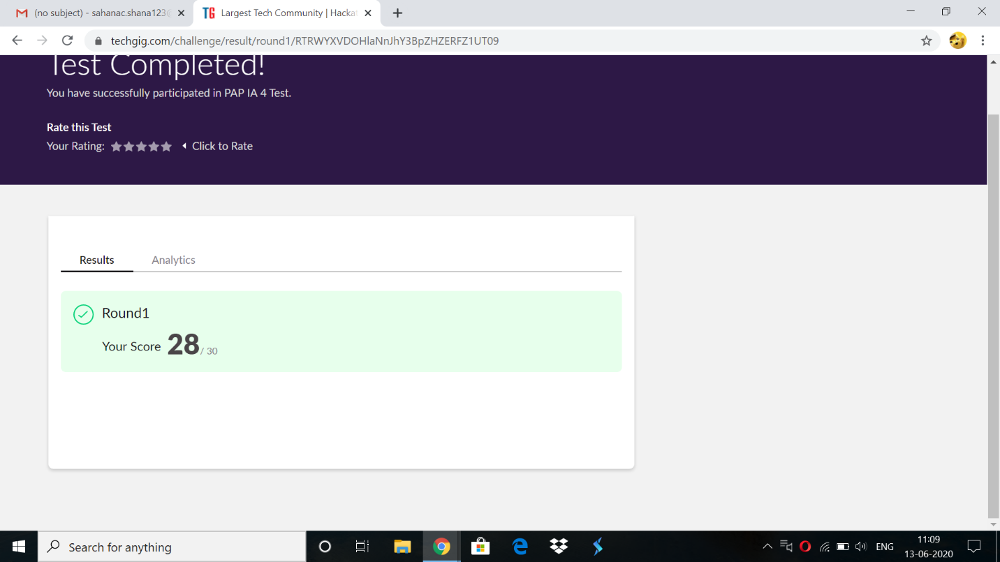 (no subject) - sahanac.shana123@
TG Largest Tech Community | Hacka
techgig.com/challenge/result/round1/RTRWYXVDOHlaNnJhY3BpZHZERFZ1UT09
Test Completed!
You have successfully participated in PAP IA 4 Test.
Rate this Test
Your Rating: Click to Rate
Results Analytics
Round1
Your Score 28 / 30
Search for anything
ENG
11:09
13-06-2020